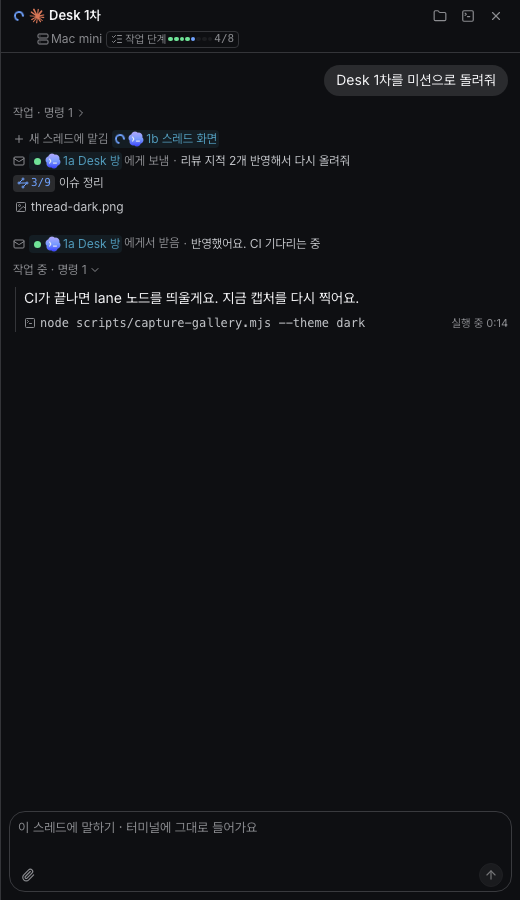 Desk 1차
Mac mini 작업 단계 4/8
Desk 1차를 미션으로 돌려줘
작업 · 명령 1
새 스레드에 맡김 1b 스레드 화면
1a Desk 방 에게 보냄 · 리뷰 지적 2개 반영해서 다시 올려줘
3/9 이슈 정리
thread-dark.png
1a Desk 방 에게서 받음 · 반영했어요. CI 기다리는 중
작업 중 · 명령 1
CI가 끝나면 lane 노드를 띄울게요. 지금 캡처를 다시 찍어요.
node scripts/capture-gallery.mjs --theme dark 실행 중 0:14
이 스레드에 말하기 · 터미널에 그대로 들어가요